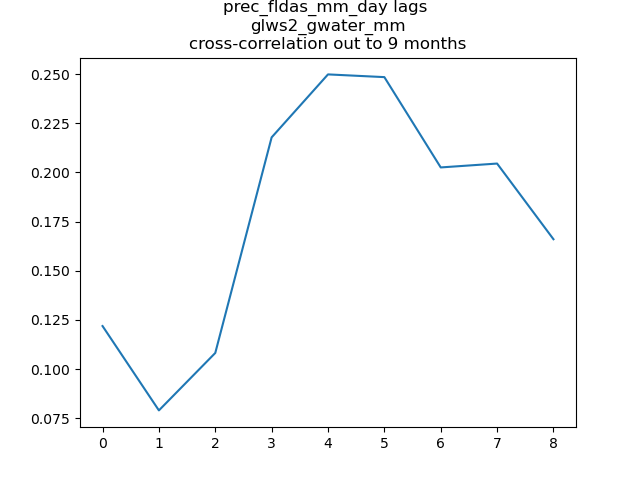 prec_fldas_mm_day lags
glws2_gwater_mm
cross-correlation out to 9 months
0.250
0.225
0.200
0.175
0.150
0.125
0.100
0.075
0 1 2 3 4 5 6 7 8